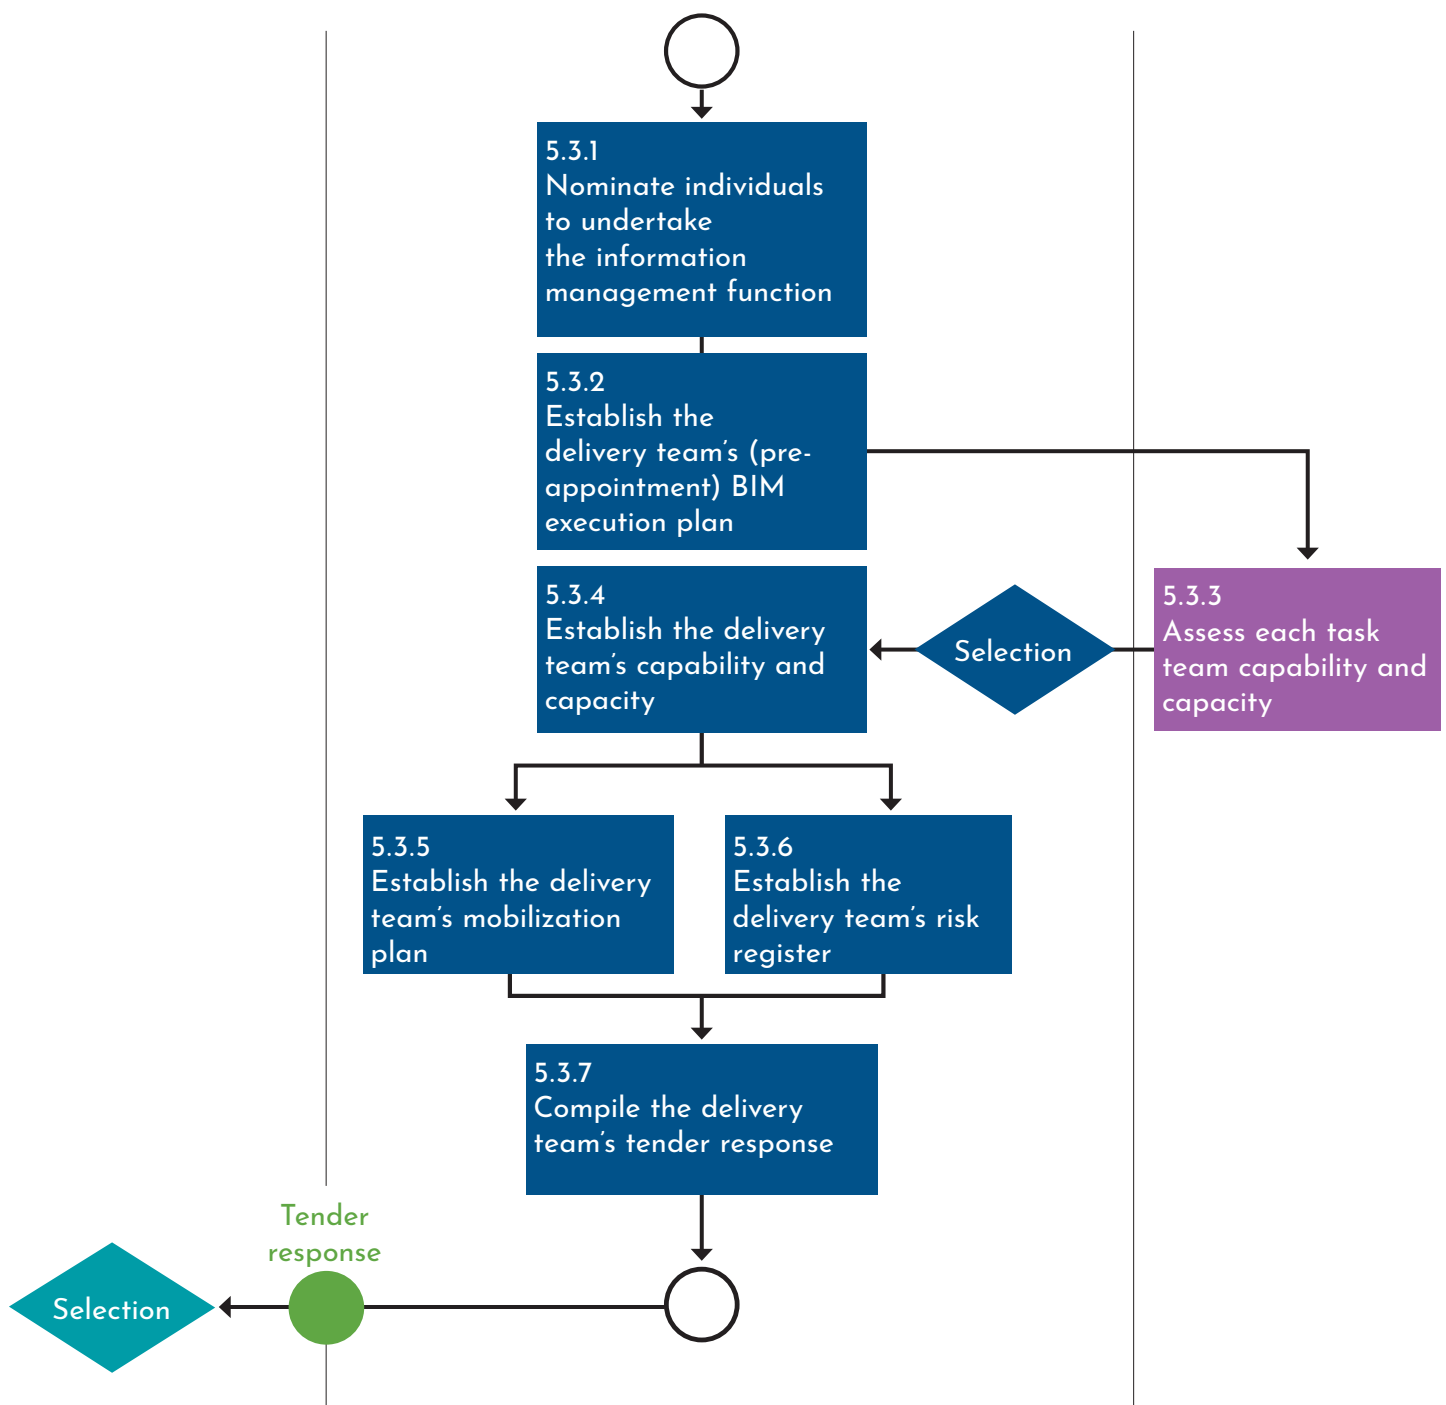 5.3.1
Nominate individuals
to undertake
the information
management function
5.3.2
Establish the
delivery team's (pre-
appointment) BIM
execution plan
5.3.3
Assess each task
team capability and
capacity
Selection
5.3.4
Establish the delivery
team's capability and
capacity
5.3.5
Establish the delivery
team's mobilization
plan
5.3.6
Establish the
delivery team's risk
register
5.3.7
Compile the delivery
team's tender response
Tender
response
Selection